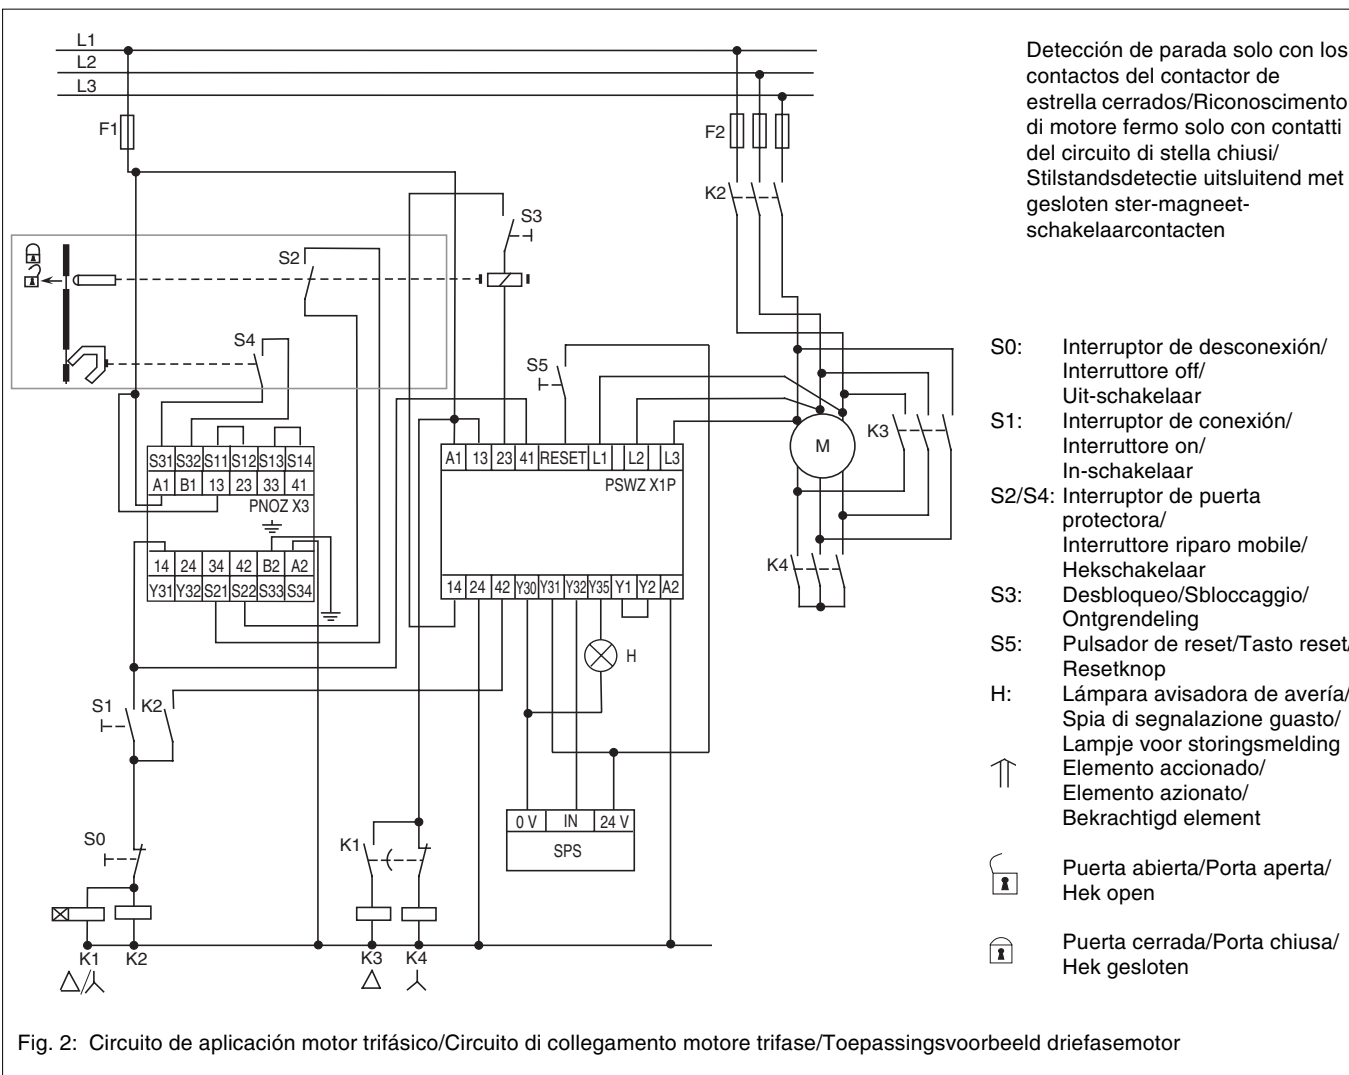 L1
L2
L3
F1
F2
K2
S3
S2
S4
S5
K3
M
K4
S31 S32 S11 S12 S13 S14
A1 B1 13 23 33 41
PNOZ X3
14 24 34 42 B2 A2
Y31 Y32 S21 S22 S33 S34
A1 13 23 41 RESET L1 L2 L3
PSWZ X1P
14 24 42 Y30 Y31 Y32 Y35 Y1 Y2 A2
H
S1 K2
S0
K1
0 V IN 24 V
SPS
K1 K2 K3 K4
Detección de parada solo con los
contactos del contactor de
estrella cerrados/Riconoscimento
di motore fermo solo con contatti
del circuito di stella chiusi/
Stilstandsdetectie uitsluitend met
gesloten ster-magneet-
schakelaarcontacten
S0: Interruptor de desconexión/
Interruttore off/
Uit-schakelaar
S1: Interruptor de conexión/
Interruttore on/
In-schakelaar
S2/S4: Interruptor de puerta
protectora/
Interruttore riparo mobile/
Hekschakelaar
S3: Desbloqueo/Sbloccaggio/
Ontgrendeling
S5: Pulsador de reset/Tasto reset/
Resetknop
H: Lámpara avisadora de avería/
Spia di segnalazione guasto/
Lampje voor storingsmelding
Elemento accionado/
Elemento azionato/
Bekrachtigd element
Puerta abierta/Porta aperta/
Hek open
Puerta cerrada/Porta chiusa/
Hek gesloten
Fig. 2: Circuito de aplicación motor trifásico/Circuito di collegamento motore trifase/Toepassingsvoorbeeld driefasemotor